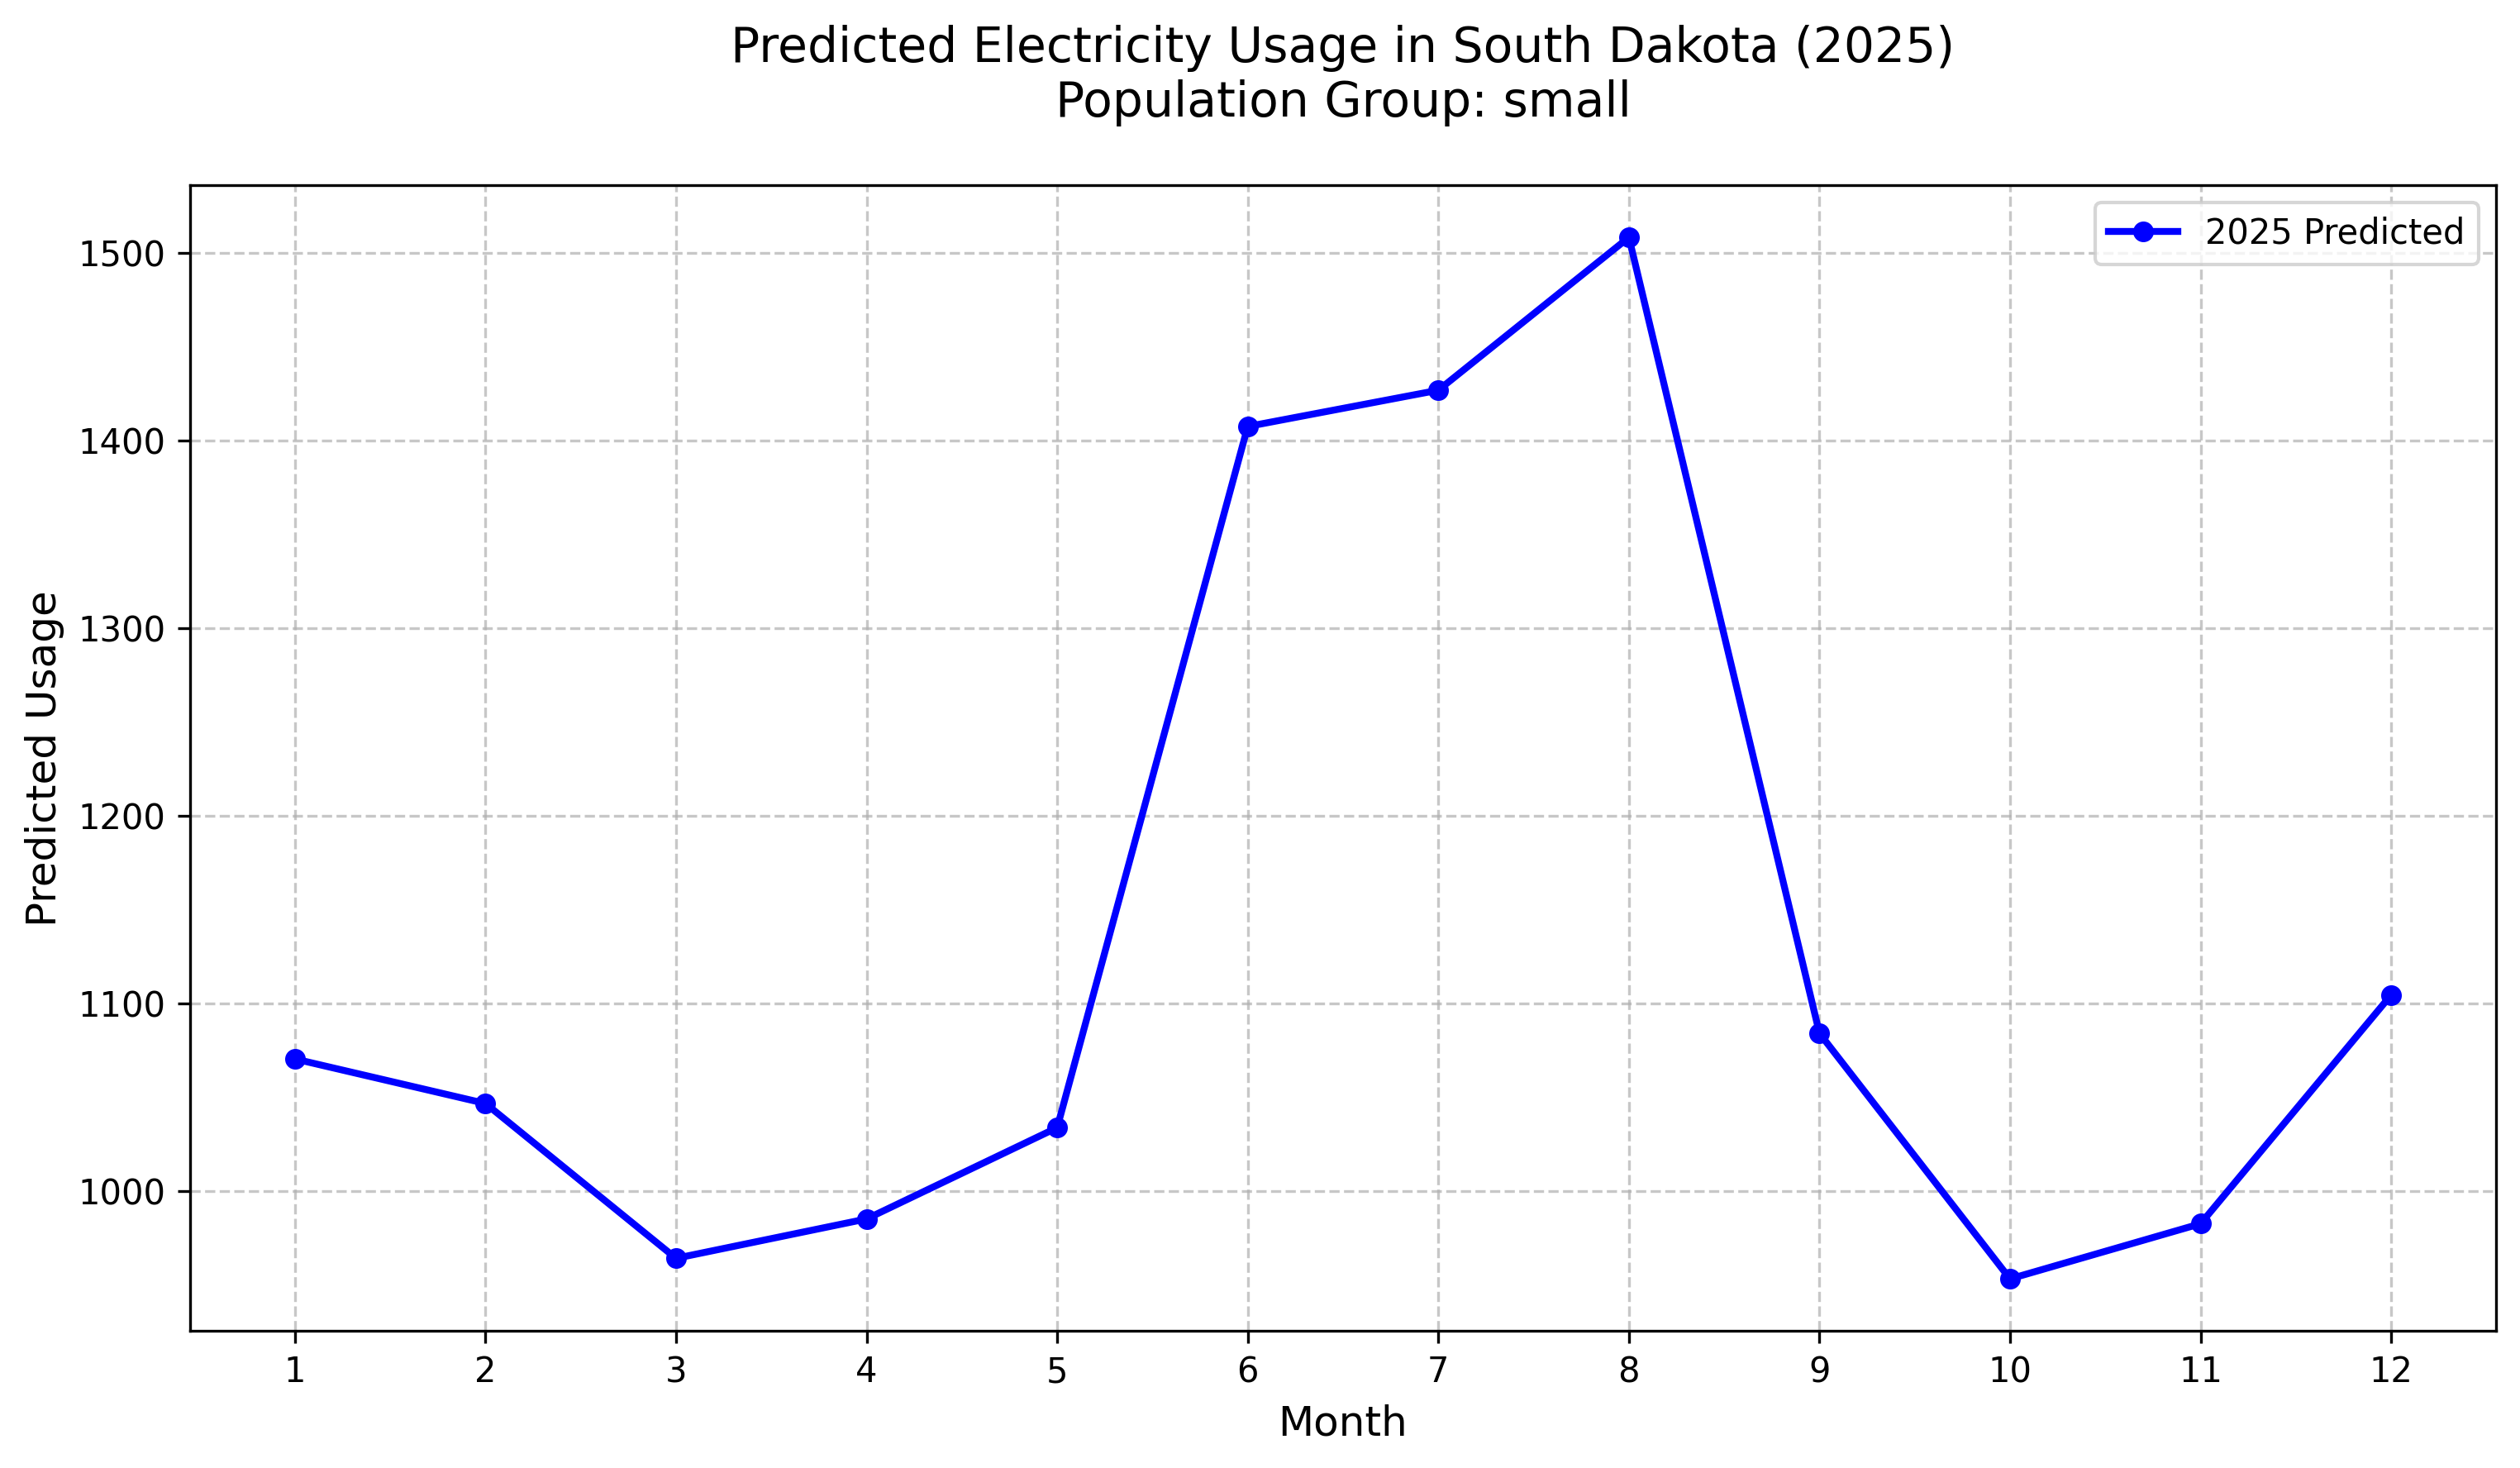 Predicted Electricity Usage in South Dakota (2025)
Population Group: small
2025 Predicted
Predicted Usage
1500
1400
1300
1200
1100
1000
1 2 3 4 5 6 7 8 9 10 11 12
Month